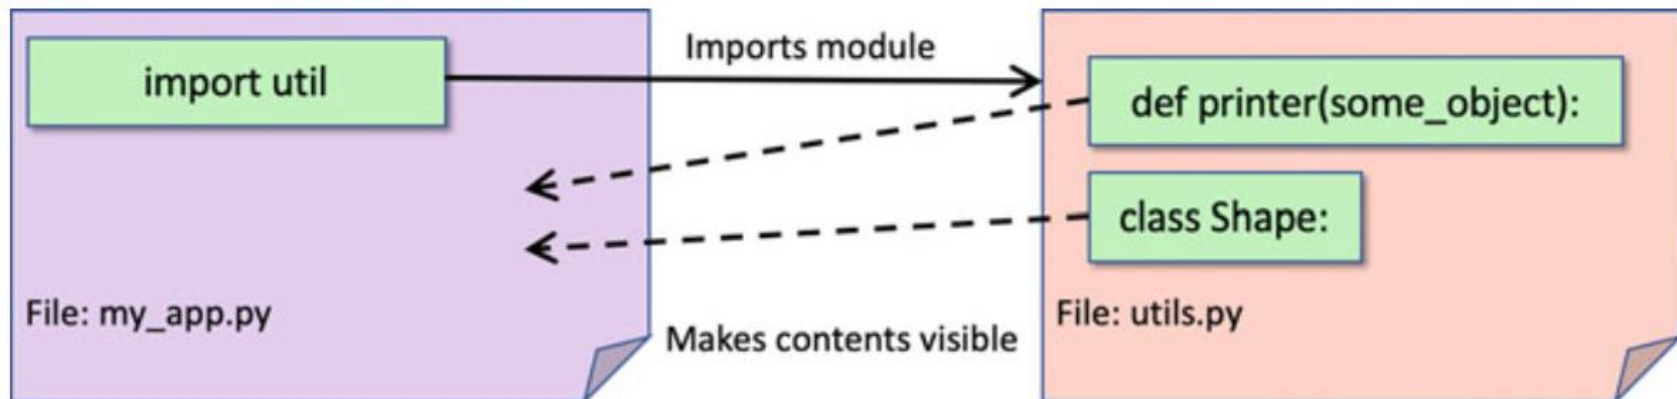 import util
Imports module
def printer(some_object):
class Shape:
File: my_app.py
Makes contents visible
File: utils.py